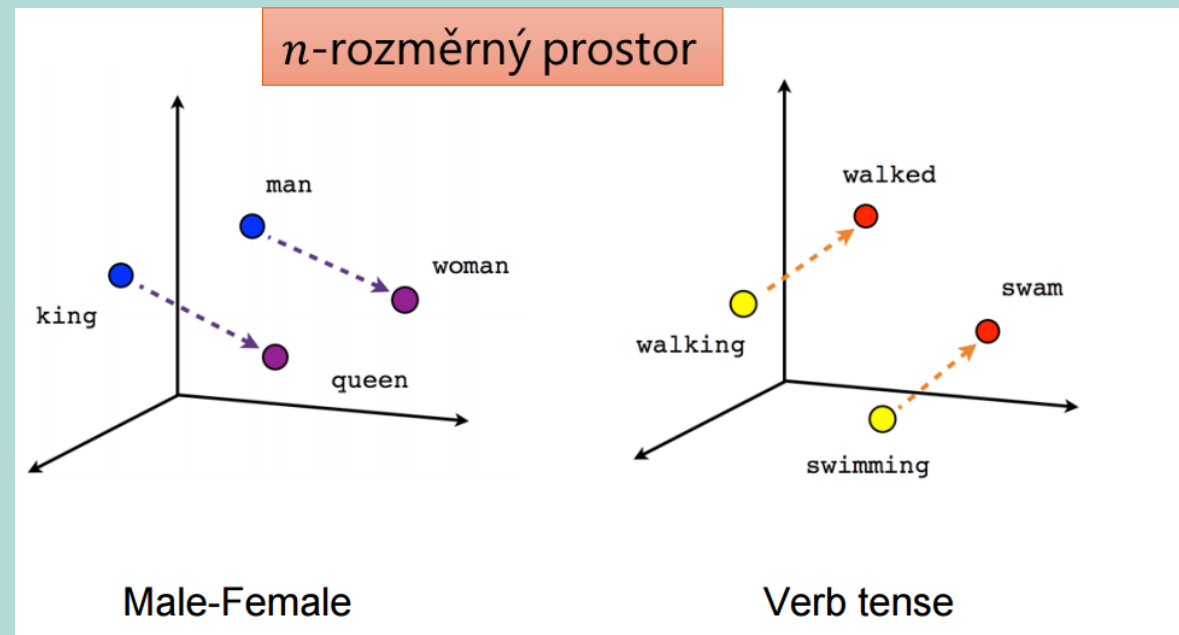 n-rozměrný prostor
man
woman
king
queen
walked
swam
walking
swimming
Male-Female
Verb tense